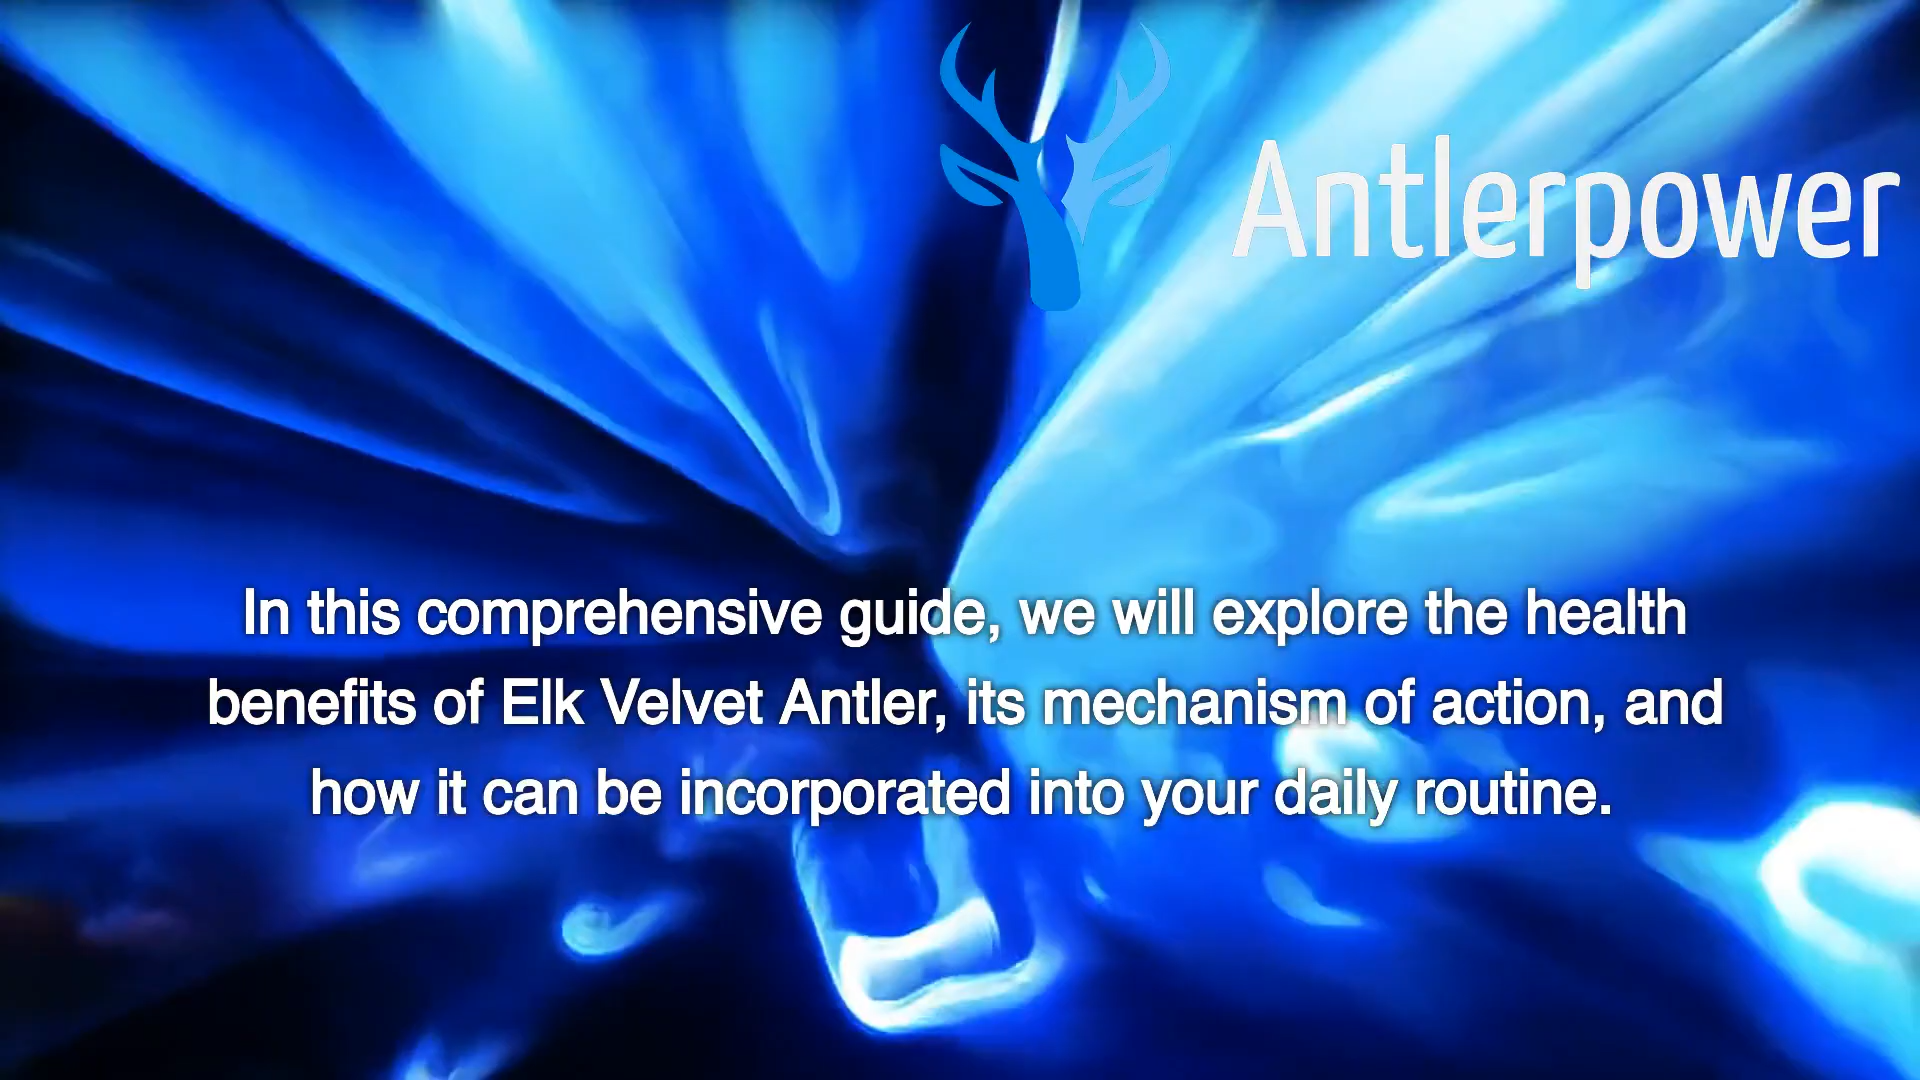 Antlerpower
In this comprehensive guide, we will explore the health
benefits of Elk Velvet Antler, its mechanism of action, and
how it can be incorporated into your daily routine.